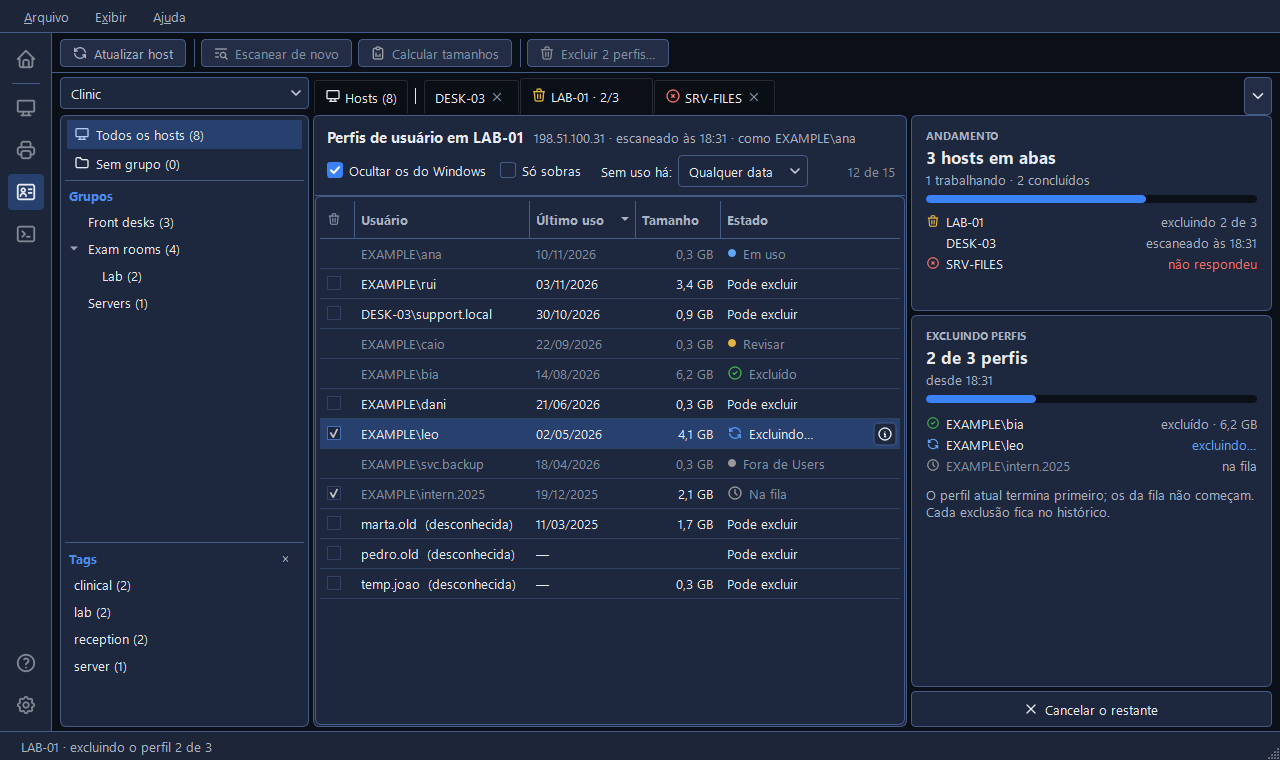 Arquivo Exibir Ajuda
Atualizar host Escanear de novo Calcular tamanhos Excluir 2 perfis...
Clinic
Hosts (8) DESK-03 LAB-01 · 2/3 SRV-FILES
Todos os hosts (8)
Sem grupo (0)
Grupos
Front desks (3)
Exam rooms (4)
Lab (2)
Servers (1)
Tags ×
clinical (2)
lab (2)
reception (2)
server (1)
Perfis de usuário em LAB-01 198.51.100.31 · escaneado às 18:31 · como EXAMPLE\ana
Ocultar os do Windows Só sobras Sem uso há: Qualquer data 12 de 15
Usuário Último uso Tamanho Estado
EXAMPLE\ana 10/11/2026 0,3 GB Em uso
EXAMPLE\rui 03/11/2026 3,4 GB Pode excluir
DESK-03\support.local 30/10/2026 0,9 GB Pode excluir
EXAMPLE\caio 22/09/2026 0,3 GB Revisar
EXAMPLE\bia 14/08/2026 6,2 GB Excluído
EXAMPLE\dani 21/06/2026 0,3 GB Pode excluir
EXAMPLE\leo 02/05/2026 4,1 GB Excluindo...
EXAMPLE\svc.backup 18/04/2026 0,3 GB Fora de Users
EXAMPLE\intern.2025 19/12/2025 2,1 GB Na fila
marta.old (desconhecida) 11/03/2025 1,7 GB Pode excluir
pedro.old (desconhecida) — Pode excluir
temp.joao (desconhecida) — 0,3 GB Pode excluir
ANDAMENTO
3 hosts em abas
1 trabalhando · 2 concluídos
LAB-01 excluindo 2 de 3
DESK-03 escaneado às 18:31
SRV-FILES não respondeu
EXCLUINDO PERFIS
2 de 3 perfis
desde 18:31
EXAMPLE\bia excluído · 6,2 GB
EXAMPLE\leo excluindo...
EXAMPLE\intern.2025 na fila
O perfil atual termina primeiro; os da fila não começam.
Cada exclusão fica no histórico.
Cancelar o restante
LAB-01 · excluindo o perfil 2 de 3